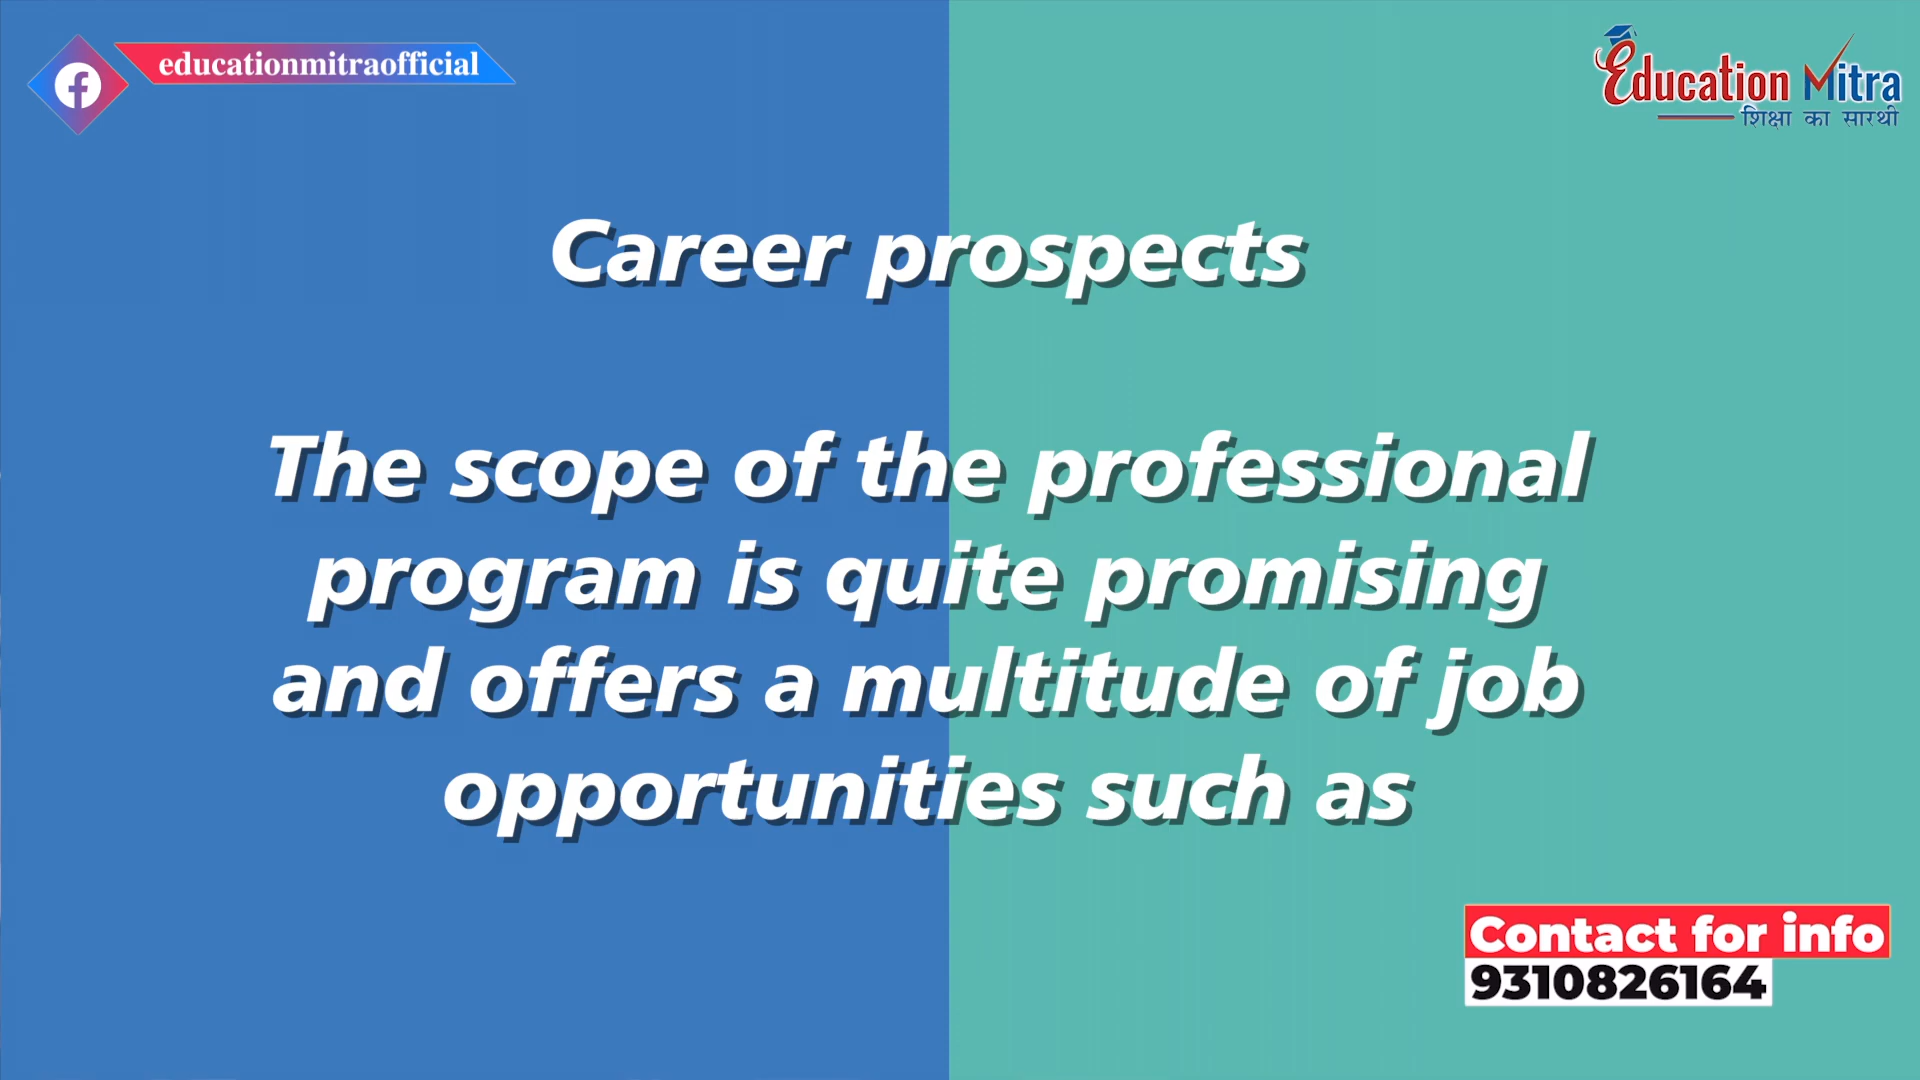 educationmitraofficial
Education Mitra
शिक्षा का सारथी
Career prospects
The scope of the professional
program is quite promising
and offers a multitude of job
opportunities such as
Contact for info
9310826164